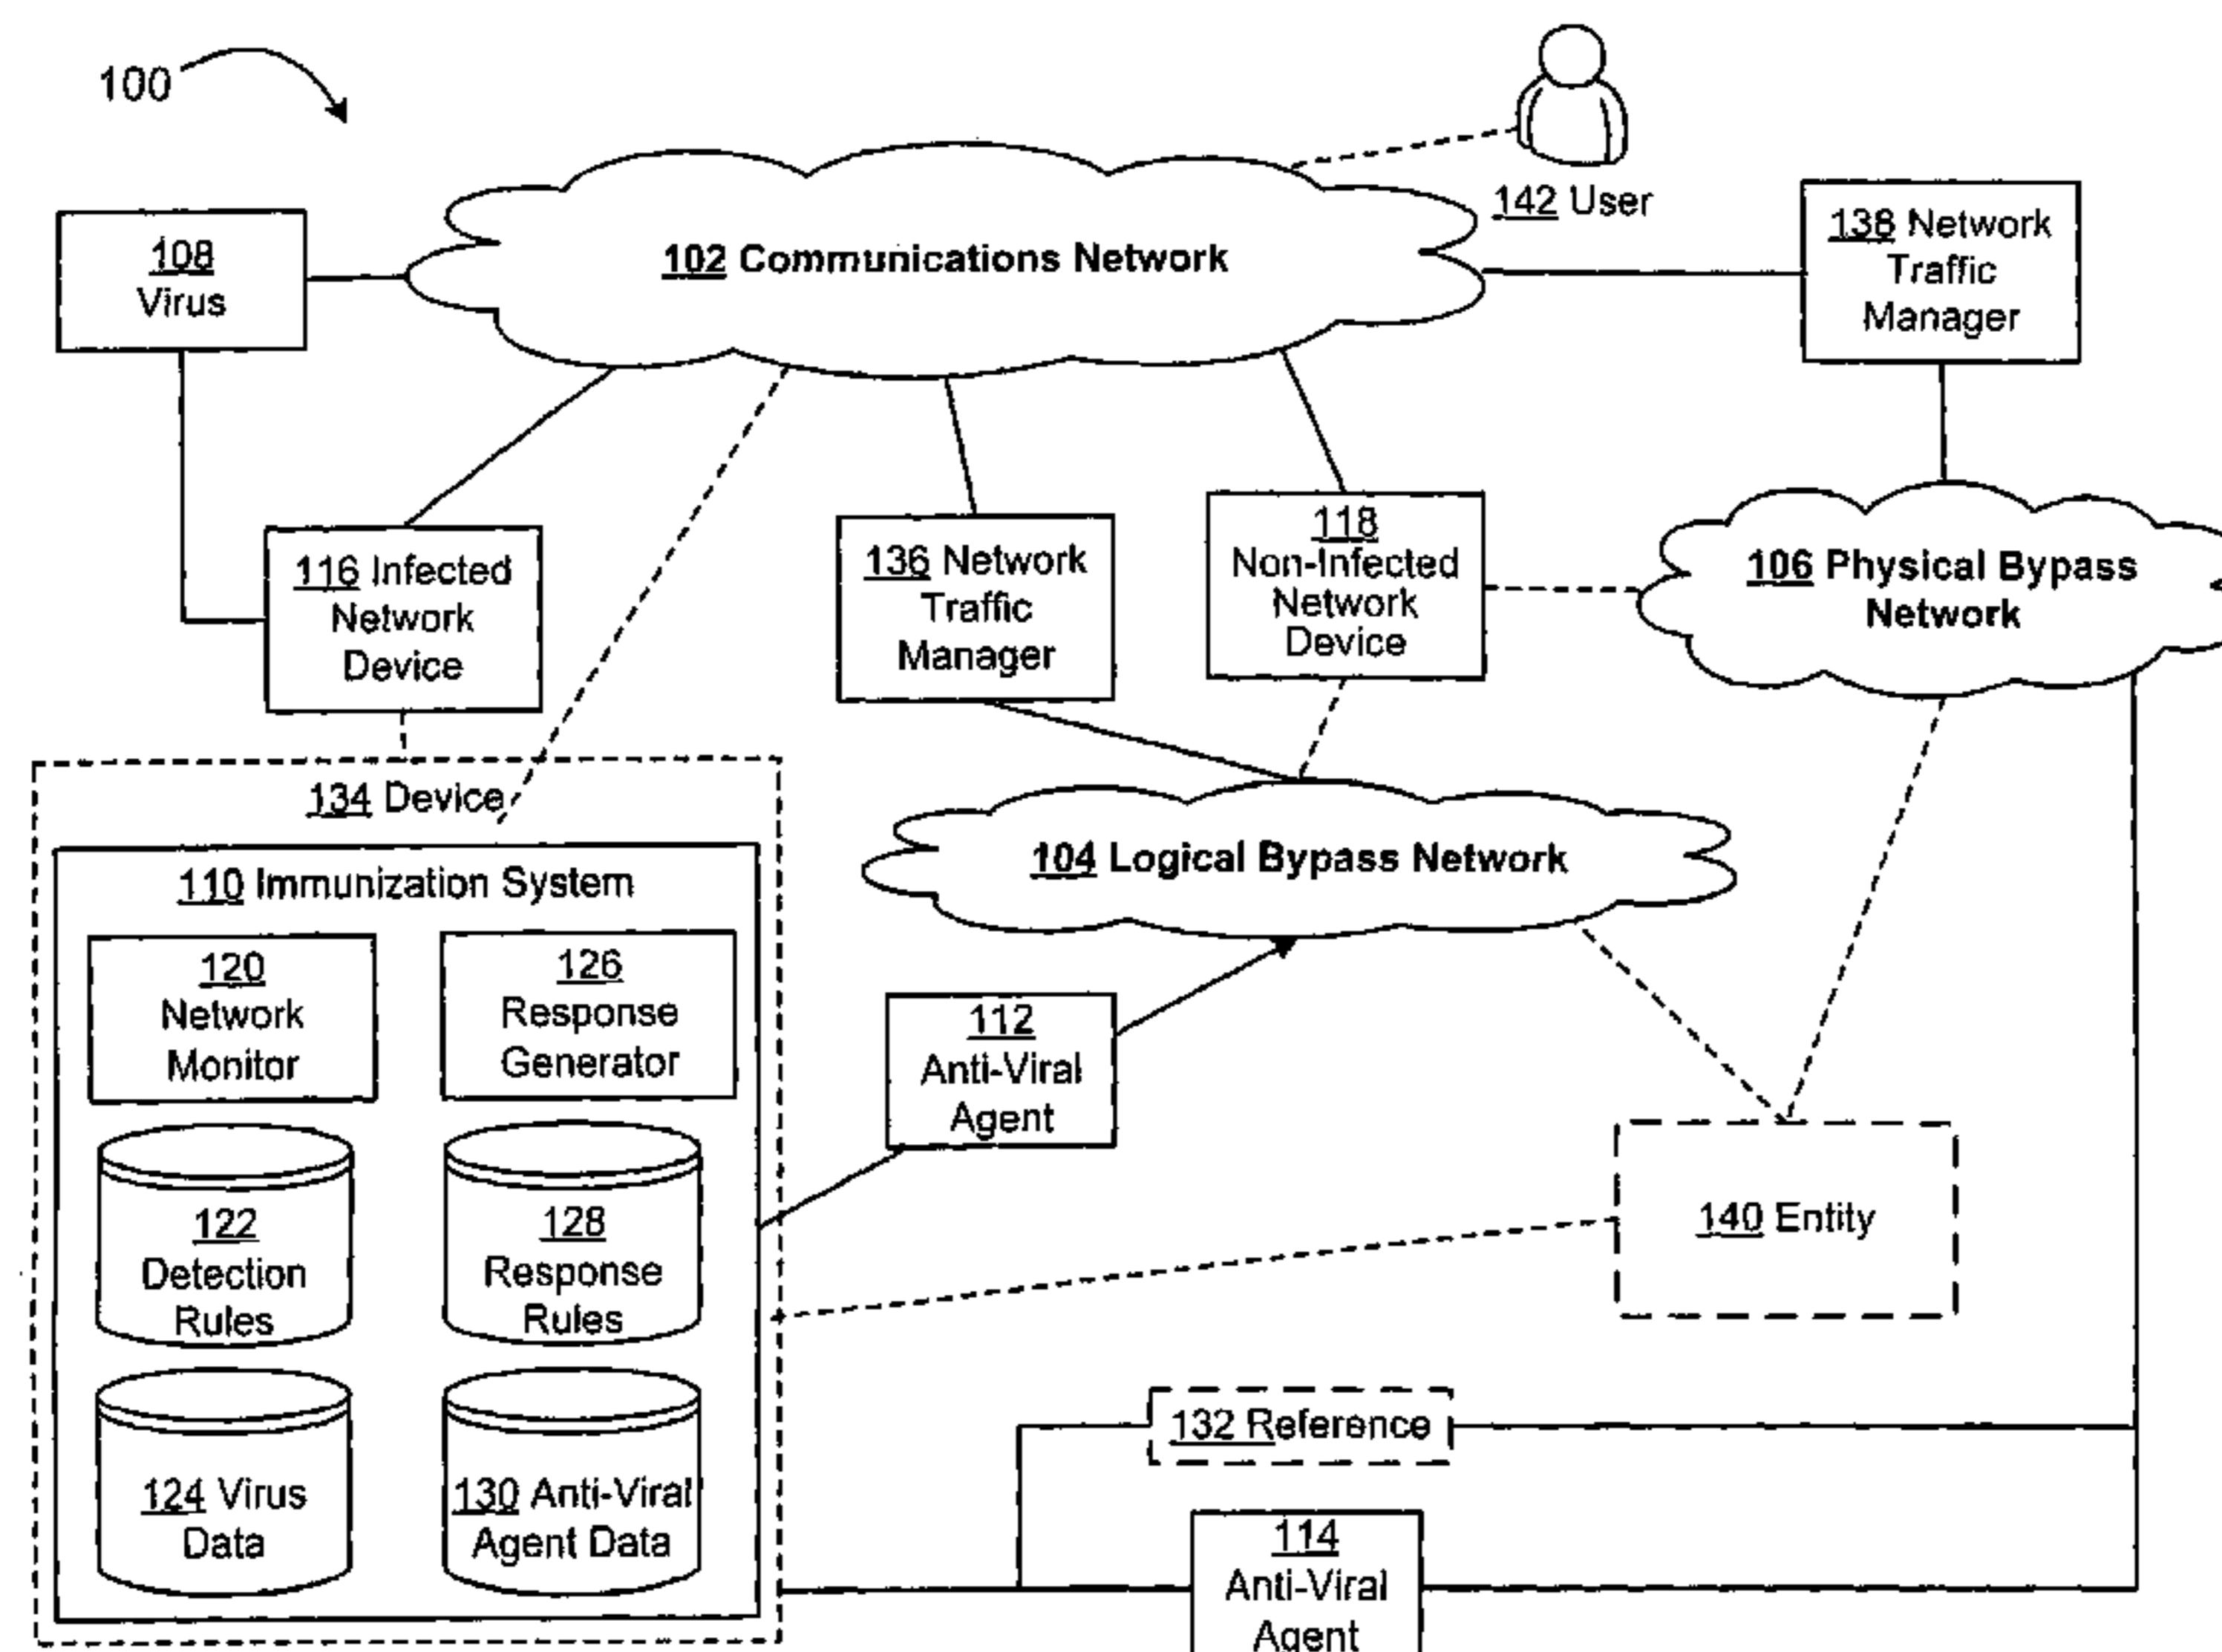 100
142 User
108
Virus
102 Communications Network
138 Network
Traffic
Manager
116 Infected
Network
Device
136 Network
Traffic
Manager
118
Non-Infected
Network
Device
106 Physical Bypass
Network
134 Device
104 Logical Bypass Network
110 Immunization System
120
Network
Monitor
126
Response
Generator
112
Anti-Viral
Agent
122
Detection
Rules
128
Response
Rules
140 Entity
124 Virus
Data
130 Anti-Viral
Agent Data
132 Reference
114
Anti-Viral
Agent